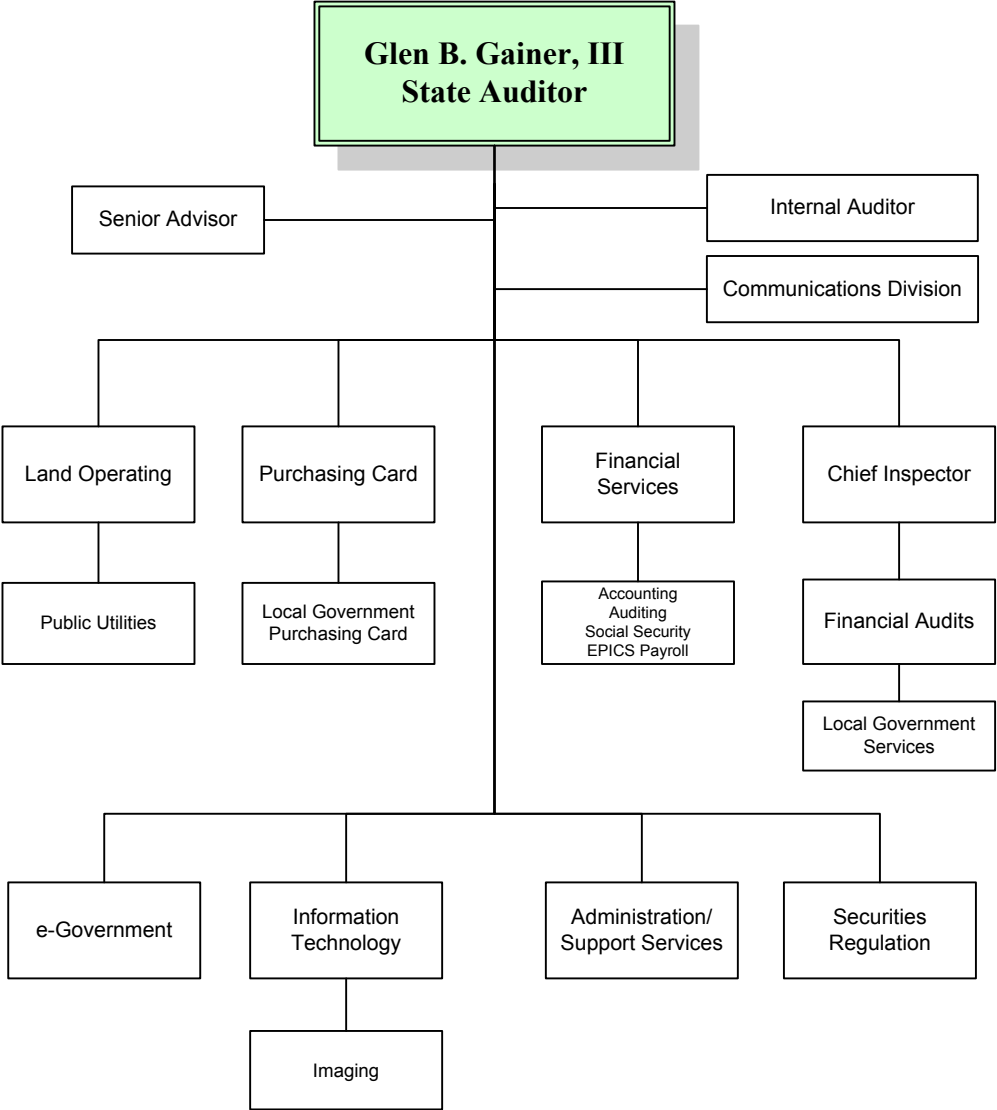 Glen B. Gainer, III
State Auditor
Senior Advisor
Internal Auditor
Communications Division
Land Operating
Purchasing Card
Financial
Services
Chief Inspector
Public Utilities
Local Government
Purchasing Card
Accounting
Auditing
Social Security
EPICS Payroll
Financial Audits
Local Government
Services
e-Government
Information
Technology
Administration/
Support Services
Securities
Regulation
Imaging